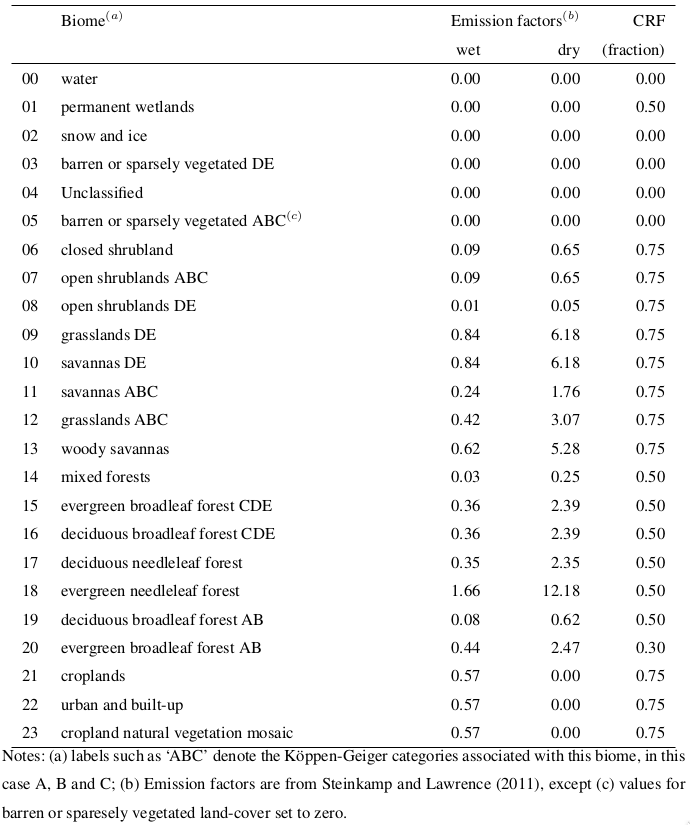 Biome(a) Emission factors(b) CRF
wet dry (fraction)
00 water 0.00 0.00 0.00
01 permanent wetlands 0.00 0.00 0.50
02 snow and ice 0.00 0.00 0.00
03 barren or sparsely vegetated DE 0.00 0.00 0.00
04 Unclassified 0.00 0.00 0.00
05 barren or sparsely vegetated ABC(c) 0.00 0.00 0.00
06 closed shrubland 0.09 0.65 0.75
07 open shrublands ABC 0.09 0.65 0.75
08 open shrublands DE 0.01 0.05 0.75
09 grasslands DE 0.84 6.18 0.75
10 savannas DE 0.84 6.18 0.75
11 savannas ABC 0.24 1.76 0.75
12 grasslands ABC 0.42 3.07 0.75
13 woody savannas 0.62 5.28 0.75
14 mixed forests 0.03 0.25 0.50
15 evergreen broadleaf forest CDE 0.36 2.39 0.50
16 deciduous broadleaf forest CDE 0.36 2.39 0.50
17 deciduous needleleaf forest 0.35 2.35 0.50
18 evergreen needleleaf forest 1.66 12.18 0.50
19 deciduous broadleaf forest AB 0.08 0.62 0.50
20 evergreen broadleaf forest AB 0.44 2.47 0.30
21 croplands 0.57 0.00 0.75
22 urban and built-up 0.57 0.00 0.75
23 cropland natural vegetation mosaic 0.57 0.00 0.75
Notes: (a) labels such as ‘ABC’ denote the Köppen-Geiger categories associated with this biome, in this
case A, B and C; (b) Emission factors are from Steinkamp and Lawrence (2011), except (c) values for
barren or sparesely vegetated land-cover set to zero.